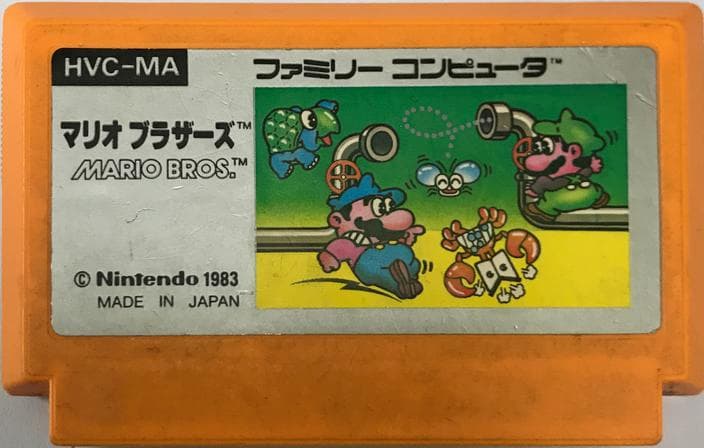 HVC-MA
ファミリー コンピュータ™
マリオ ブラザーズ™
MARIO BROS.™
© Nintendo 1983
MADE IN JAPAN